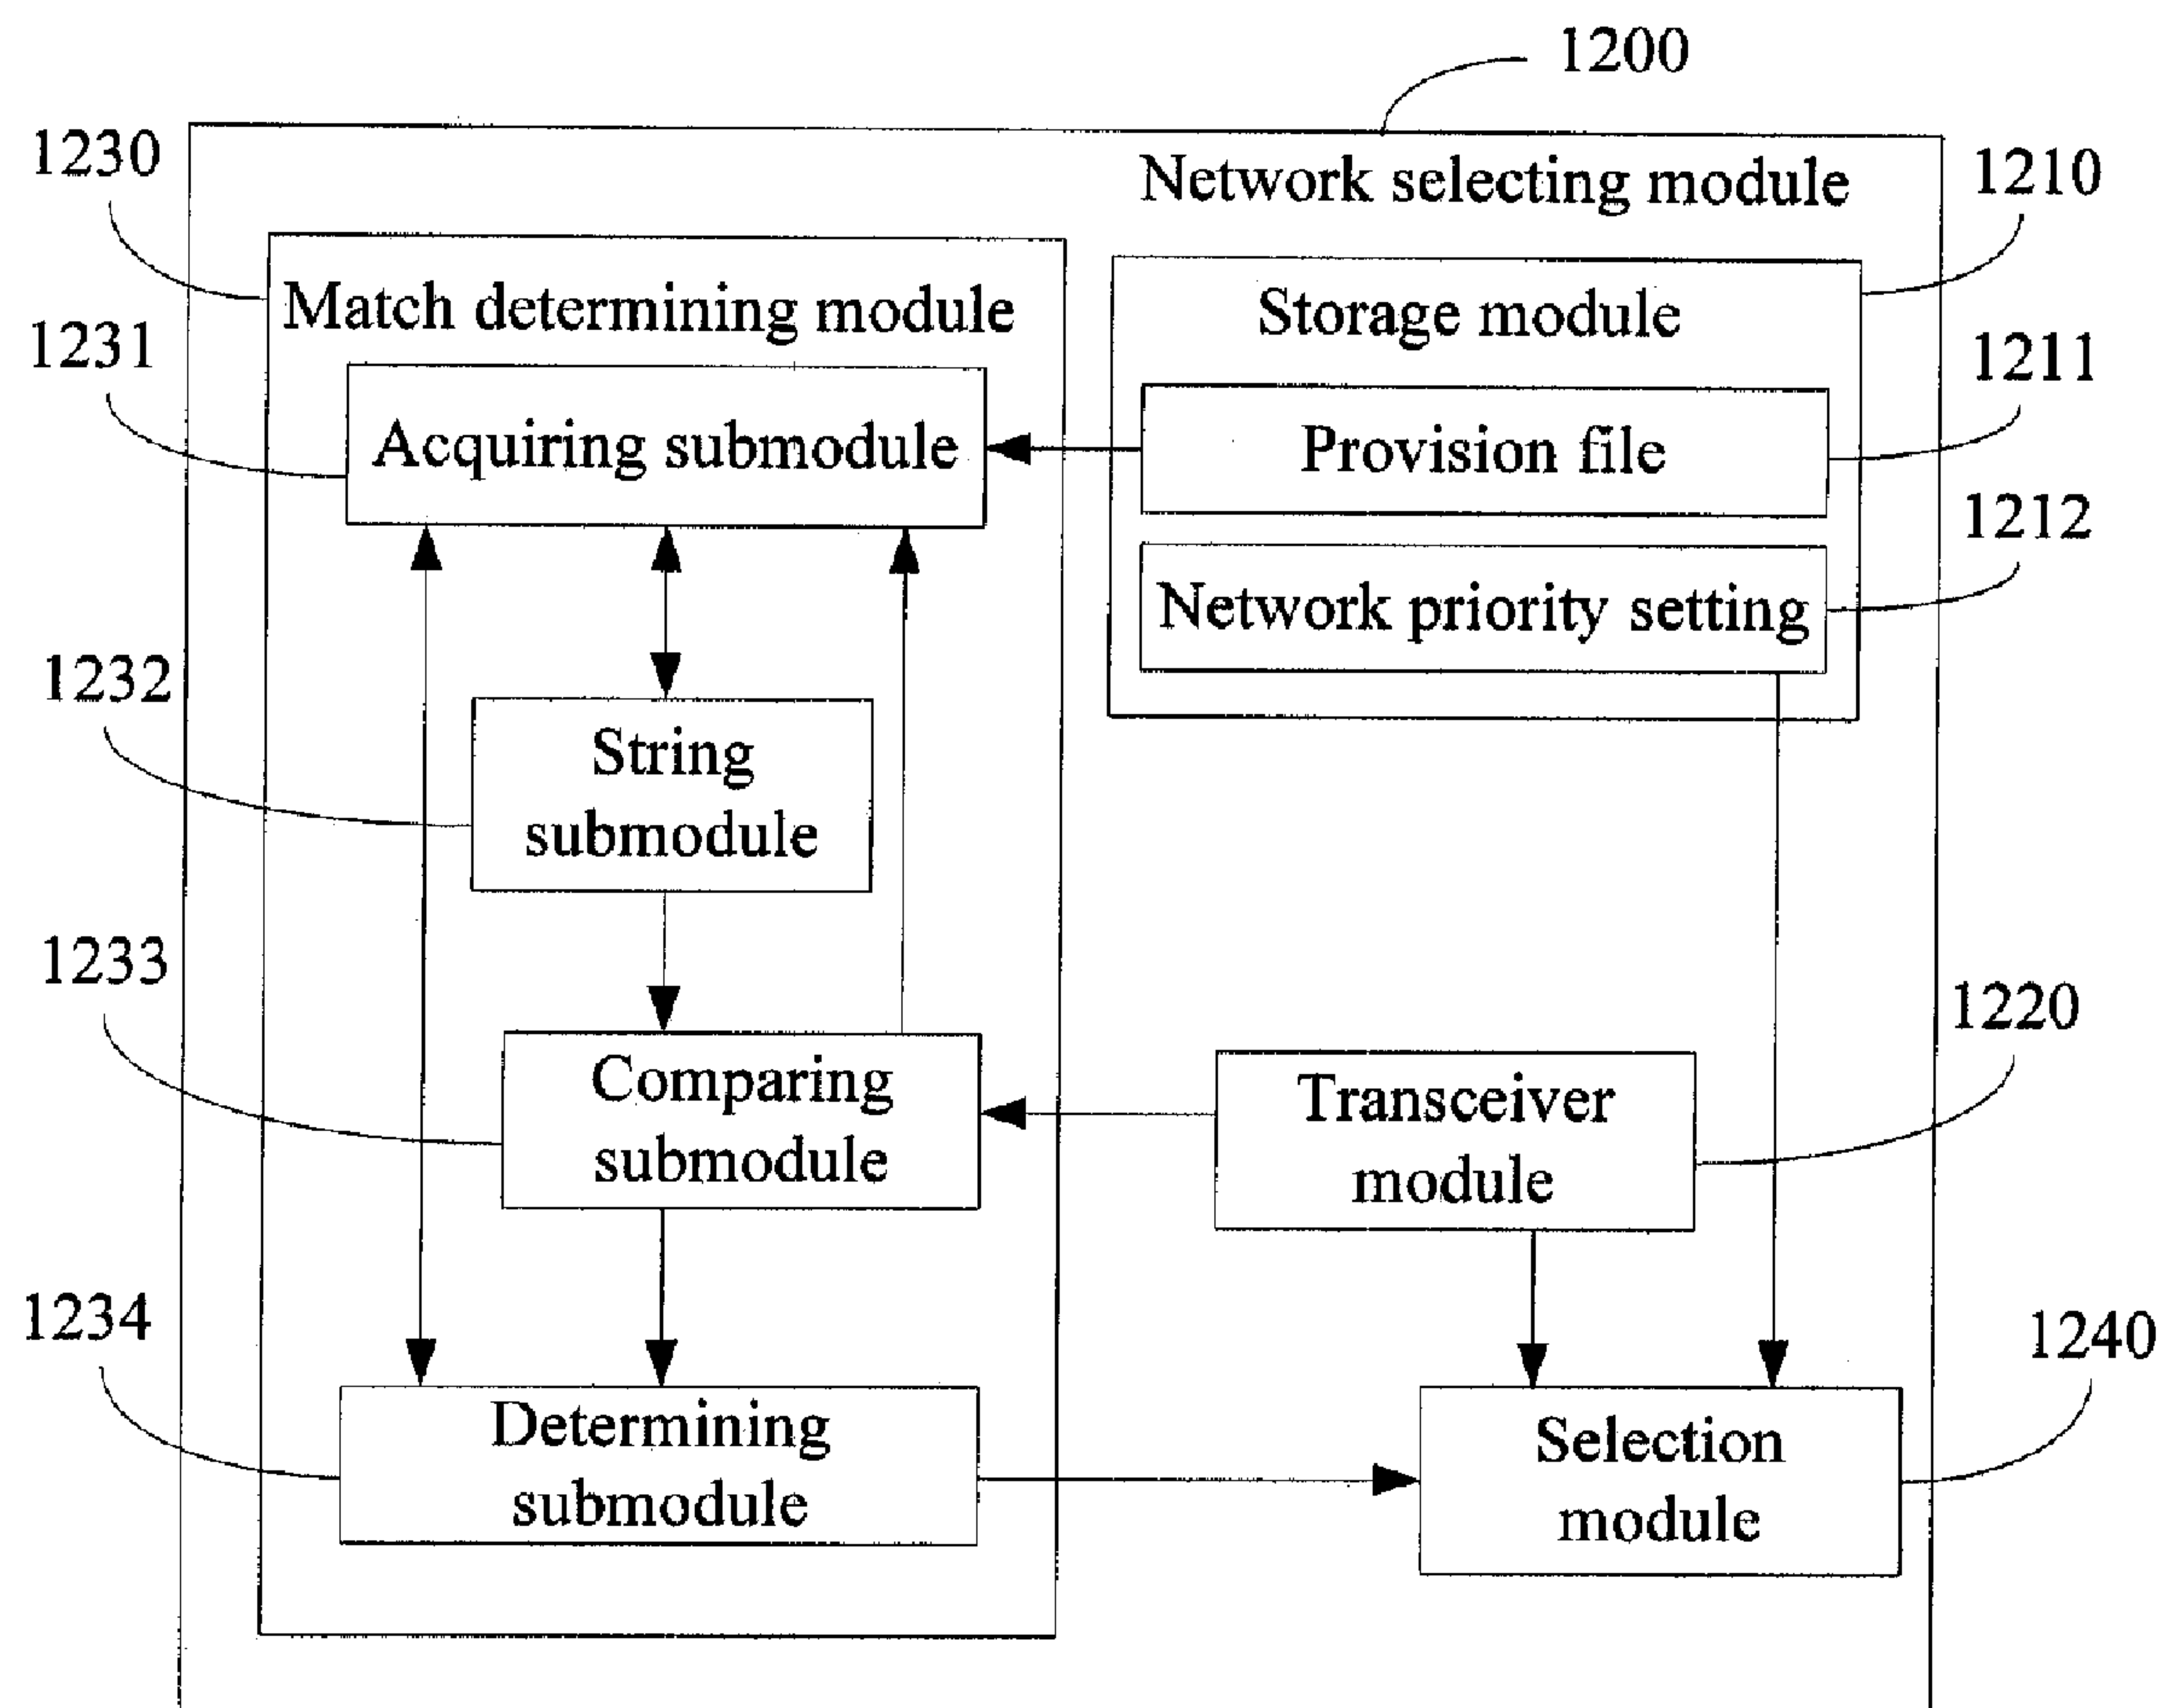 1200
1230
Network selecting module
1210
Match determining module
Storage module
1231
1211
Acquiring submodule
Provision file
1212
Network priority setting
1232
String
submodule
1233
Comparing
submodule
1220
Transceiver
module
1234
1240
Determining
submodule
Selection
module